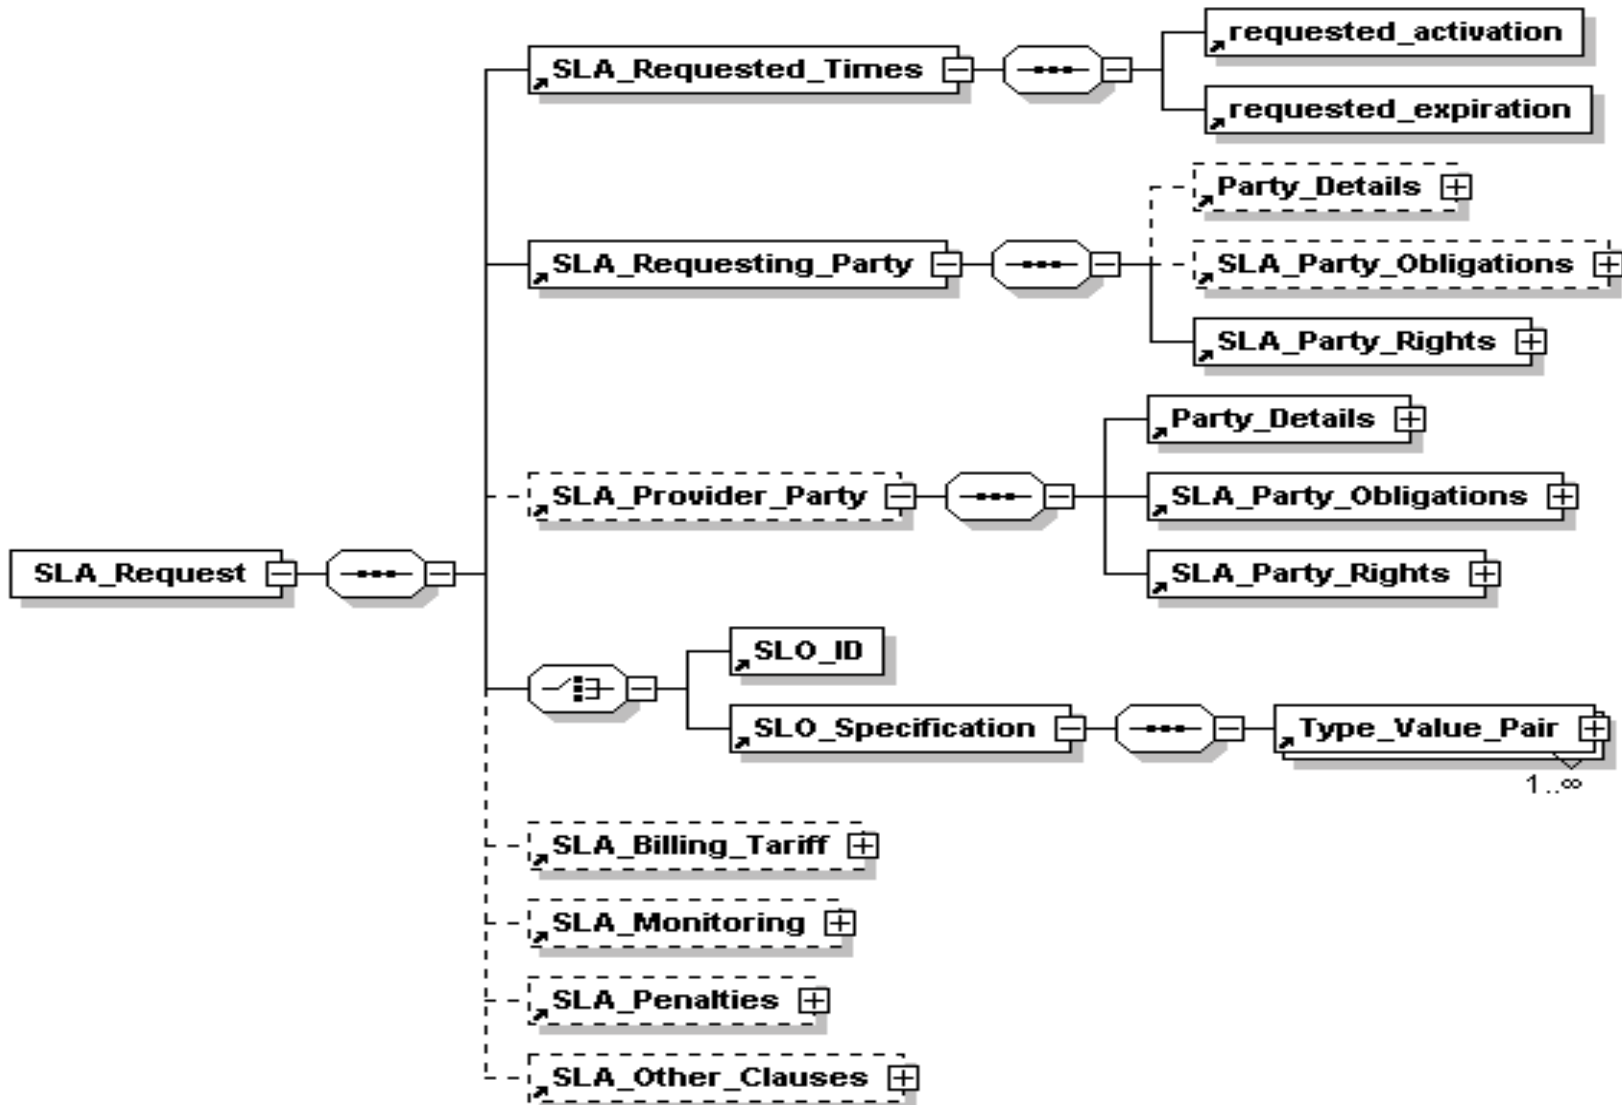 requested_activation
SLA_Requested_Times
requested_expiration
Party_Details
SLA_Requesting_Party
SLA_Party_Obligations
SLA_Party_Rights
Party_Details
SLA_Provider_Party
SLA_Party_Obligations
SLA_Request
SLA_Party_Rights
SLO_ID
SLO_Specification
Type_Value_Pair
1..∞
SLA_Billing_Tariff
SLA_Monitoring
SLA_Penalties
SLA_Other_Clauses